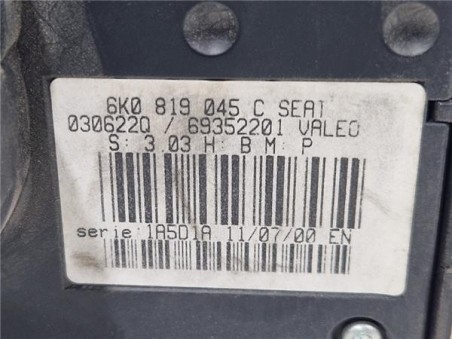 6K0 819 045 C SEAT
030622Q / 69352201 VALEO
S: 3.03 H: B M: P
serie: 1A5D1A 11/07/00 EN